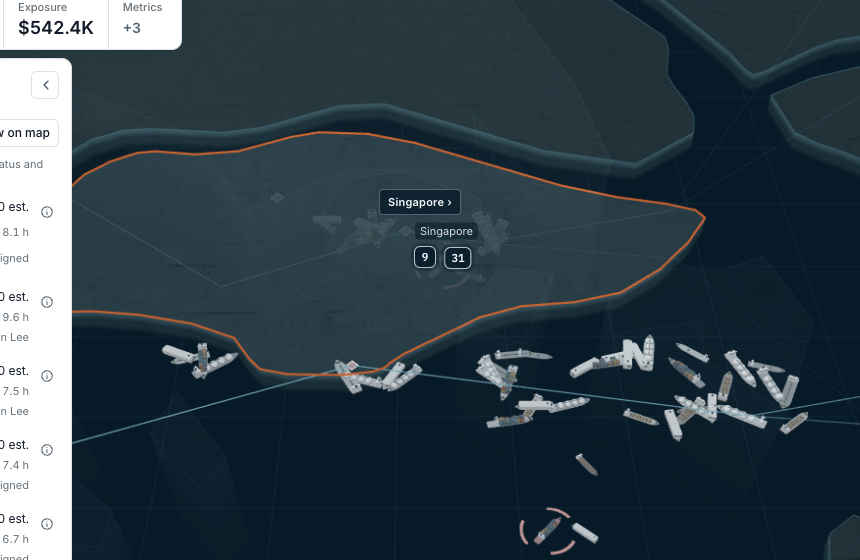 Exposure
Metrics
$542.4K
+3
w on map
atus and
0 est.
8.1 h
igned
0 est.
9.6 h
n Lee
0 est.
7.5 h
n Lee
0 est.
7.4 h
igned
0 est.
6.7 h
igned
Singapore ›
Singapore
9
31